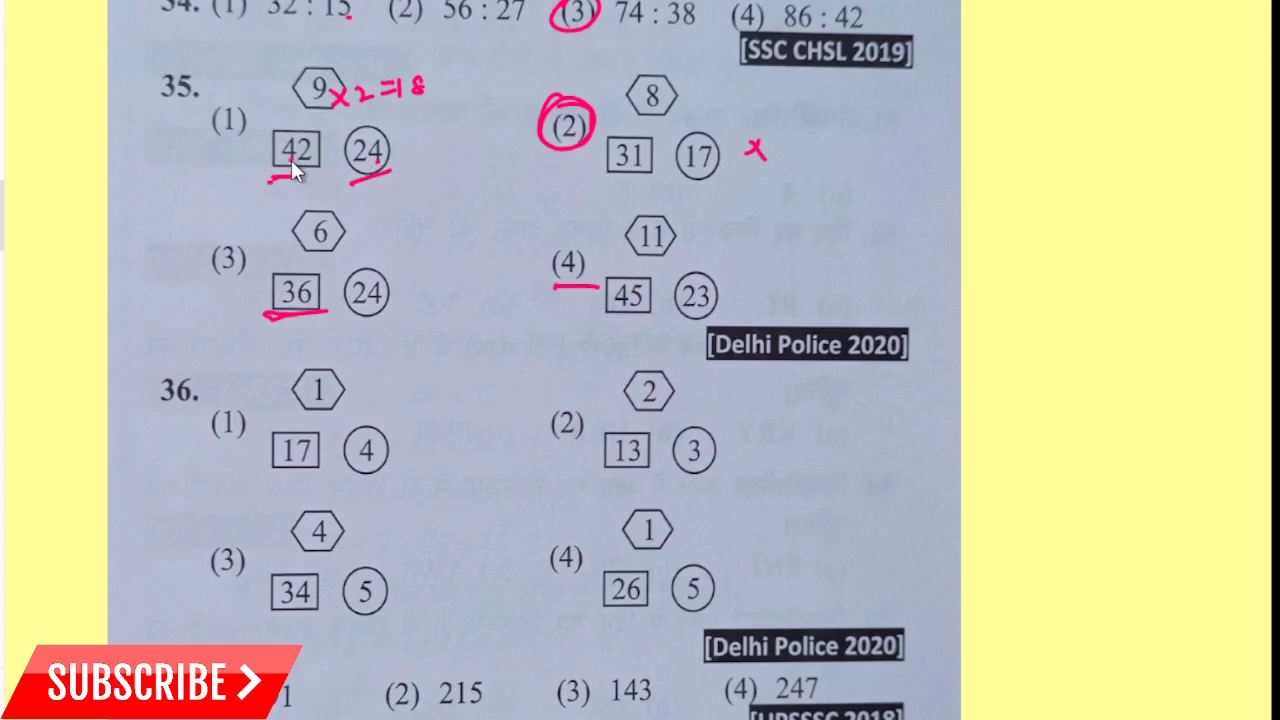 34. (1) 32 : 15 (2) 56 : 27 (3) 74 : 38 (4) 86 : 42
[SSC CHSL 2019]
35. 9 ×2=18 8
(1) 42 24 (2) 31 17 ×
6 11
(3) 36 24 (4) 45 23
[Delhi Police 2020]
36. 1 2
(1) 17 4 (2) 13 3
4 1
(3) 34 5 (4) 26 5
[Delhi Police 2020]
SUBSCRIBE
1 (2) 215 (3) 143 (4) 247
[UPSSSC 2018]